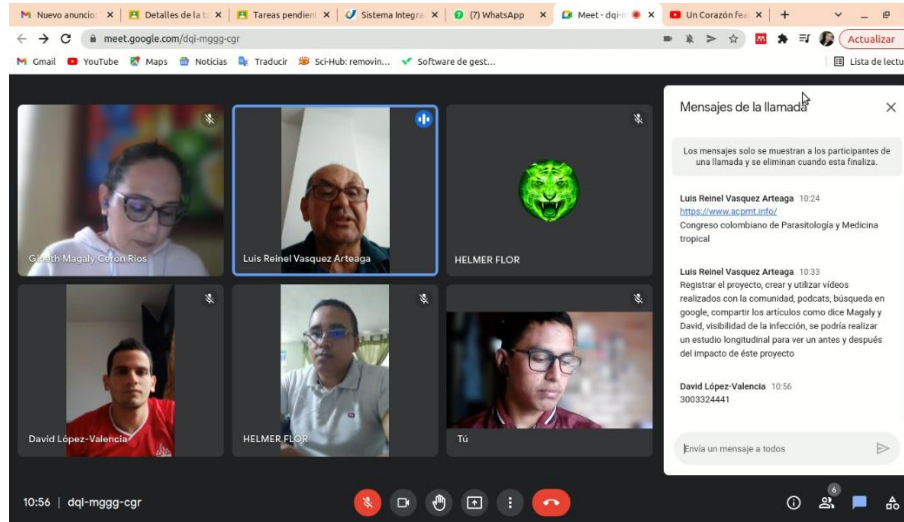 Nuevo anuncio:
Detalles de la t
Tareas pendien
Sistema Integra
(7) WhatsApp
Meet - dqi-m
Un Corazón fea
meet.google.com/dqi-mggg-cgr
Actualizar
Gmail
YouTube
Maps
Noticias
Traducir
Sci-Hub: removin...
Software de gest...
Lista de lectu
Mensajes de la llamada
Los mensajes solo se muestran a los participantes de
una llamada y se eliminan cuando esta finaliza.
Luis Reinel Vasquez Arteaga 10:24
https://www.acpmt.info/
Congreso colombiano de Parasitología y Medicina
tropical
Luis Reinel Vasquez Arteaga 10:33
Registrar el proyecto, crear y utilizar vídeos
realizados con la comunidad, podcats, búsqueda en
google, compartir los artículos como dice Magaly y
David, visibilidad de la infección, se podría realizar
un estudio longitudinal para ver un antes y después
del impacto de éste proyecto
David López-Valencia 10:56
3003324441
Envía un mensaje a todos
Magaly Ceron Rios
Luis Reinel Vasquez Arteaga
HELMER FLOR
David López-Valencia
HELMER FLOR
Tú
10:56 | dqi-mggg-cgr
6